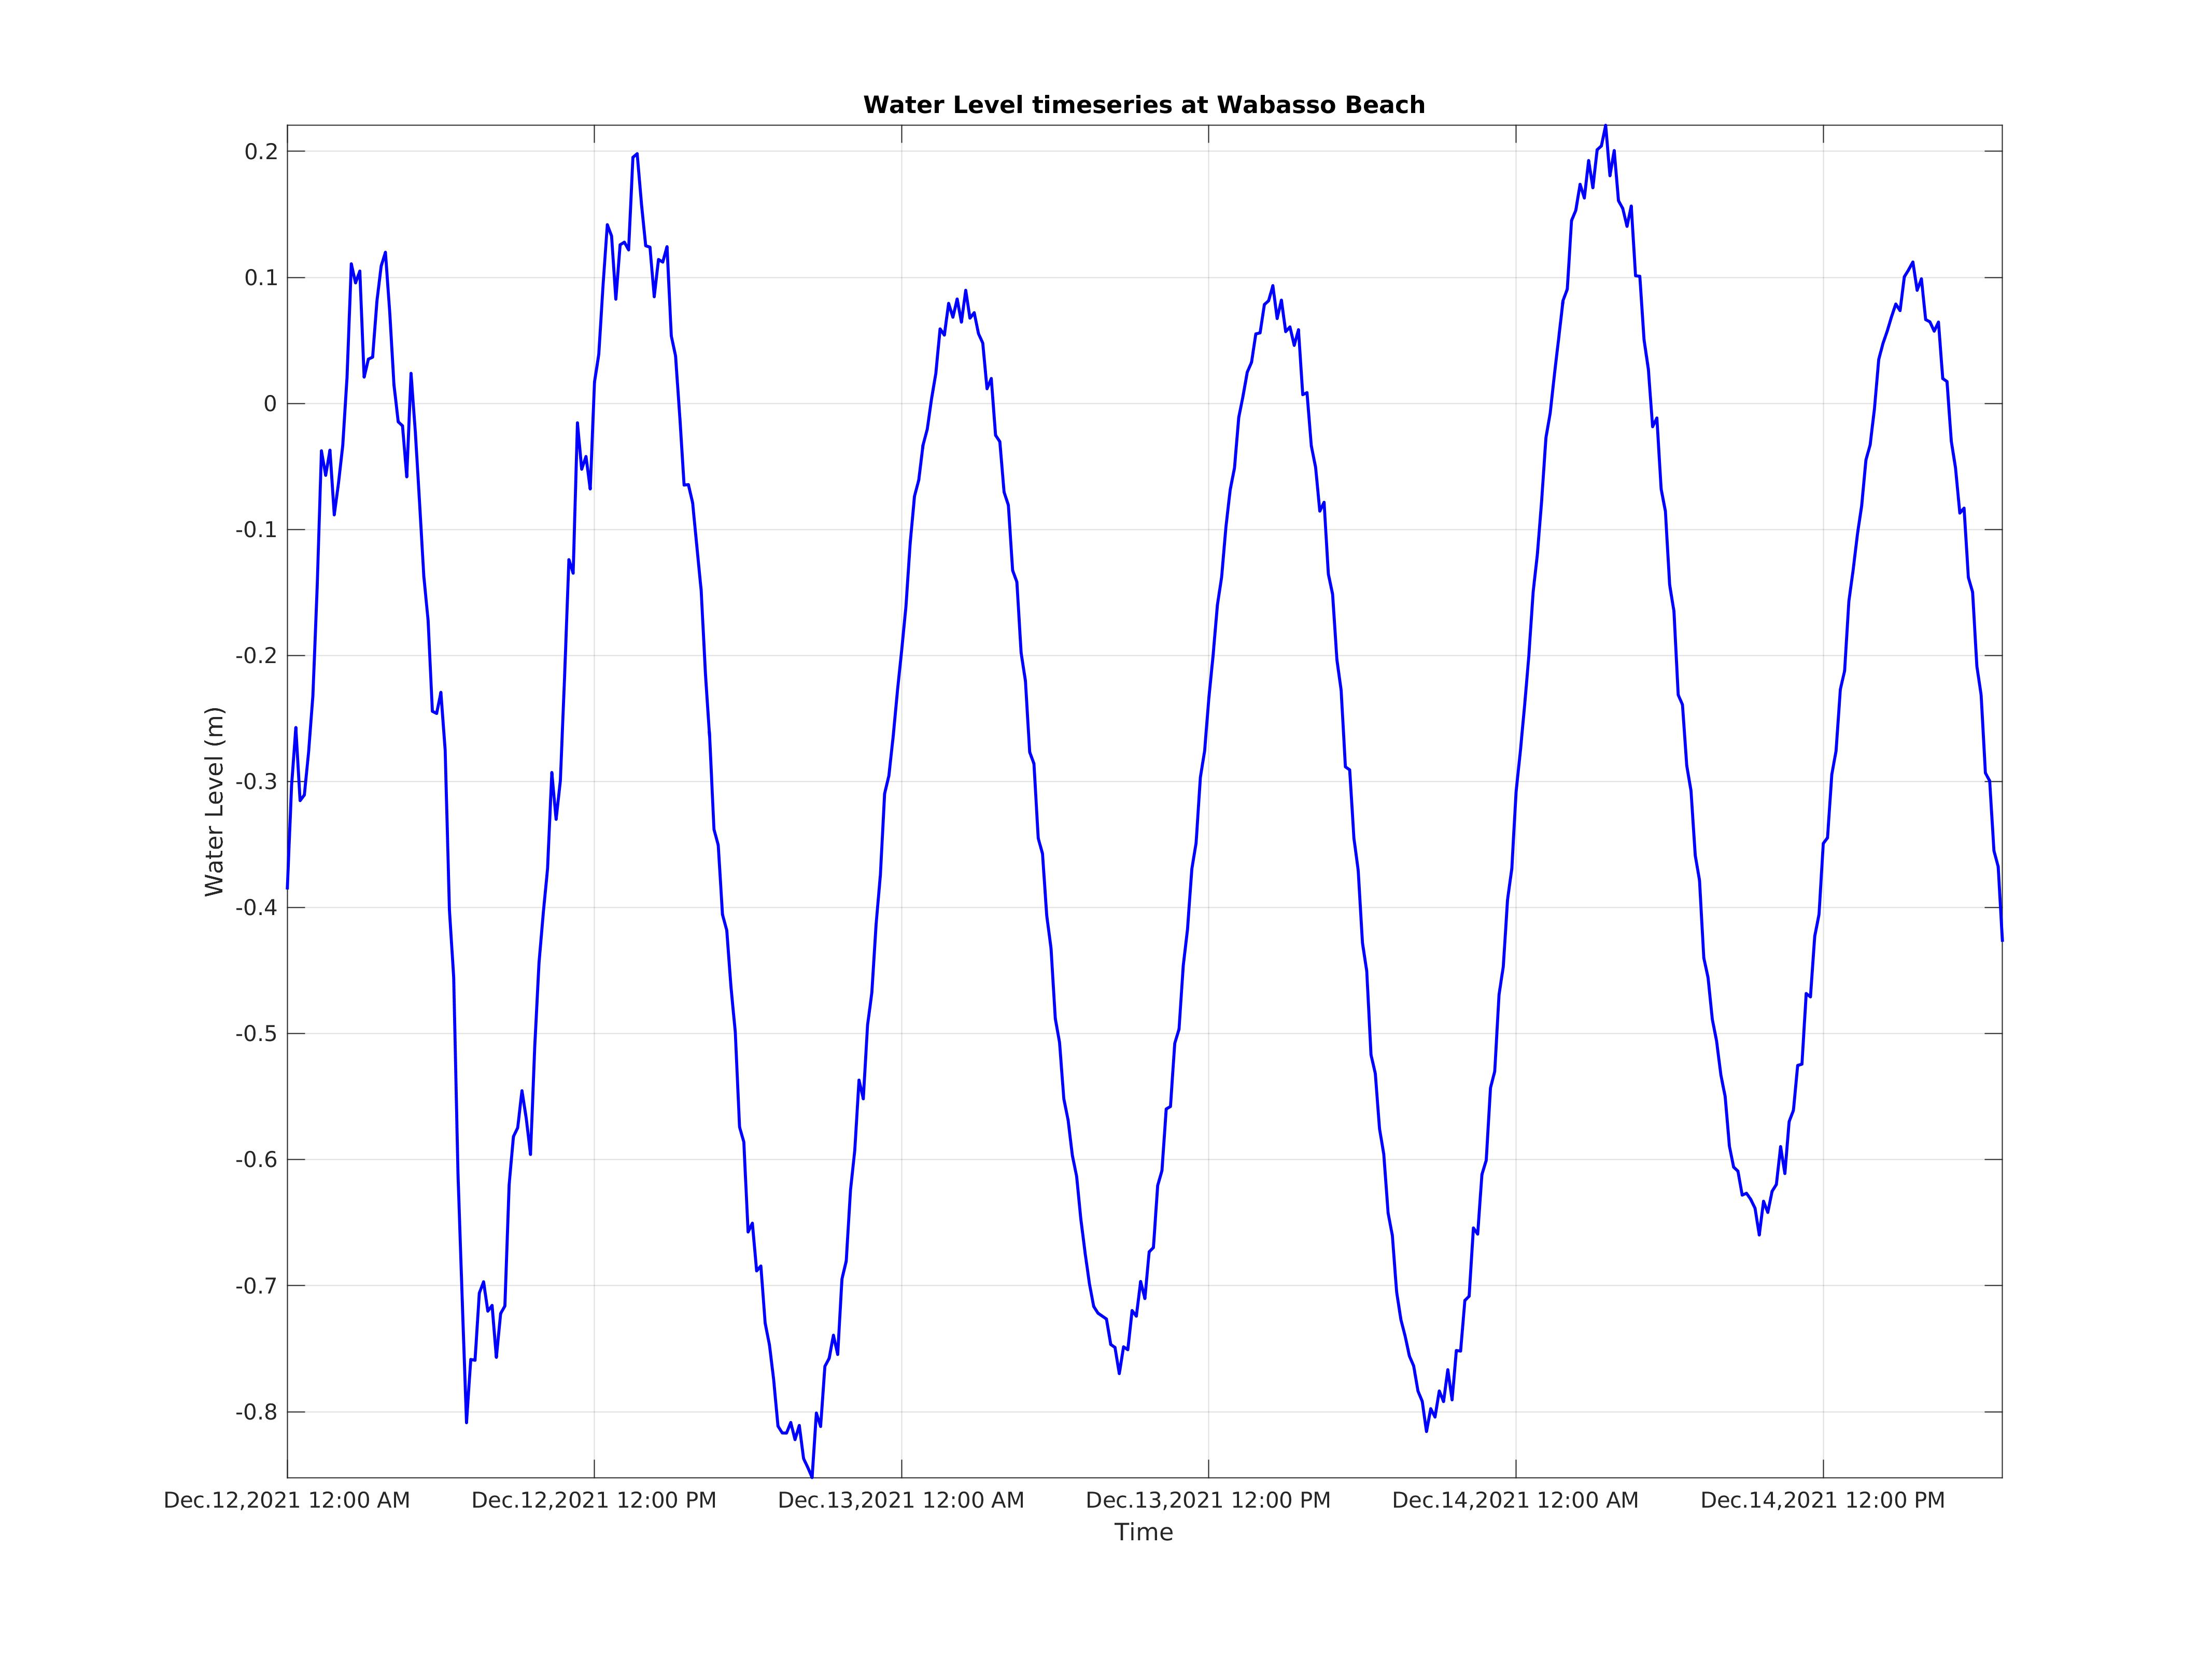 Water Level timeseries at Wabasso Beach
0.2
0.1
0
-0.1
-0.2
-0.3
-0.4
-0.5
-0.6
-0.7
-0.8
Water Level (m)
Dec.12,2021 12:00 AM Dec.12,2021 12:00 PM Dec.13,2021 12:00 AM Dec.13,2021 12:00 PM Dec.14,2021 12:00 AM Dec.14,2021 12:00 PM
Time